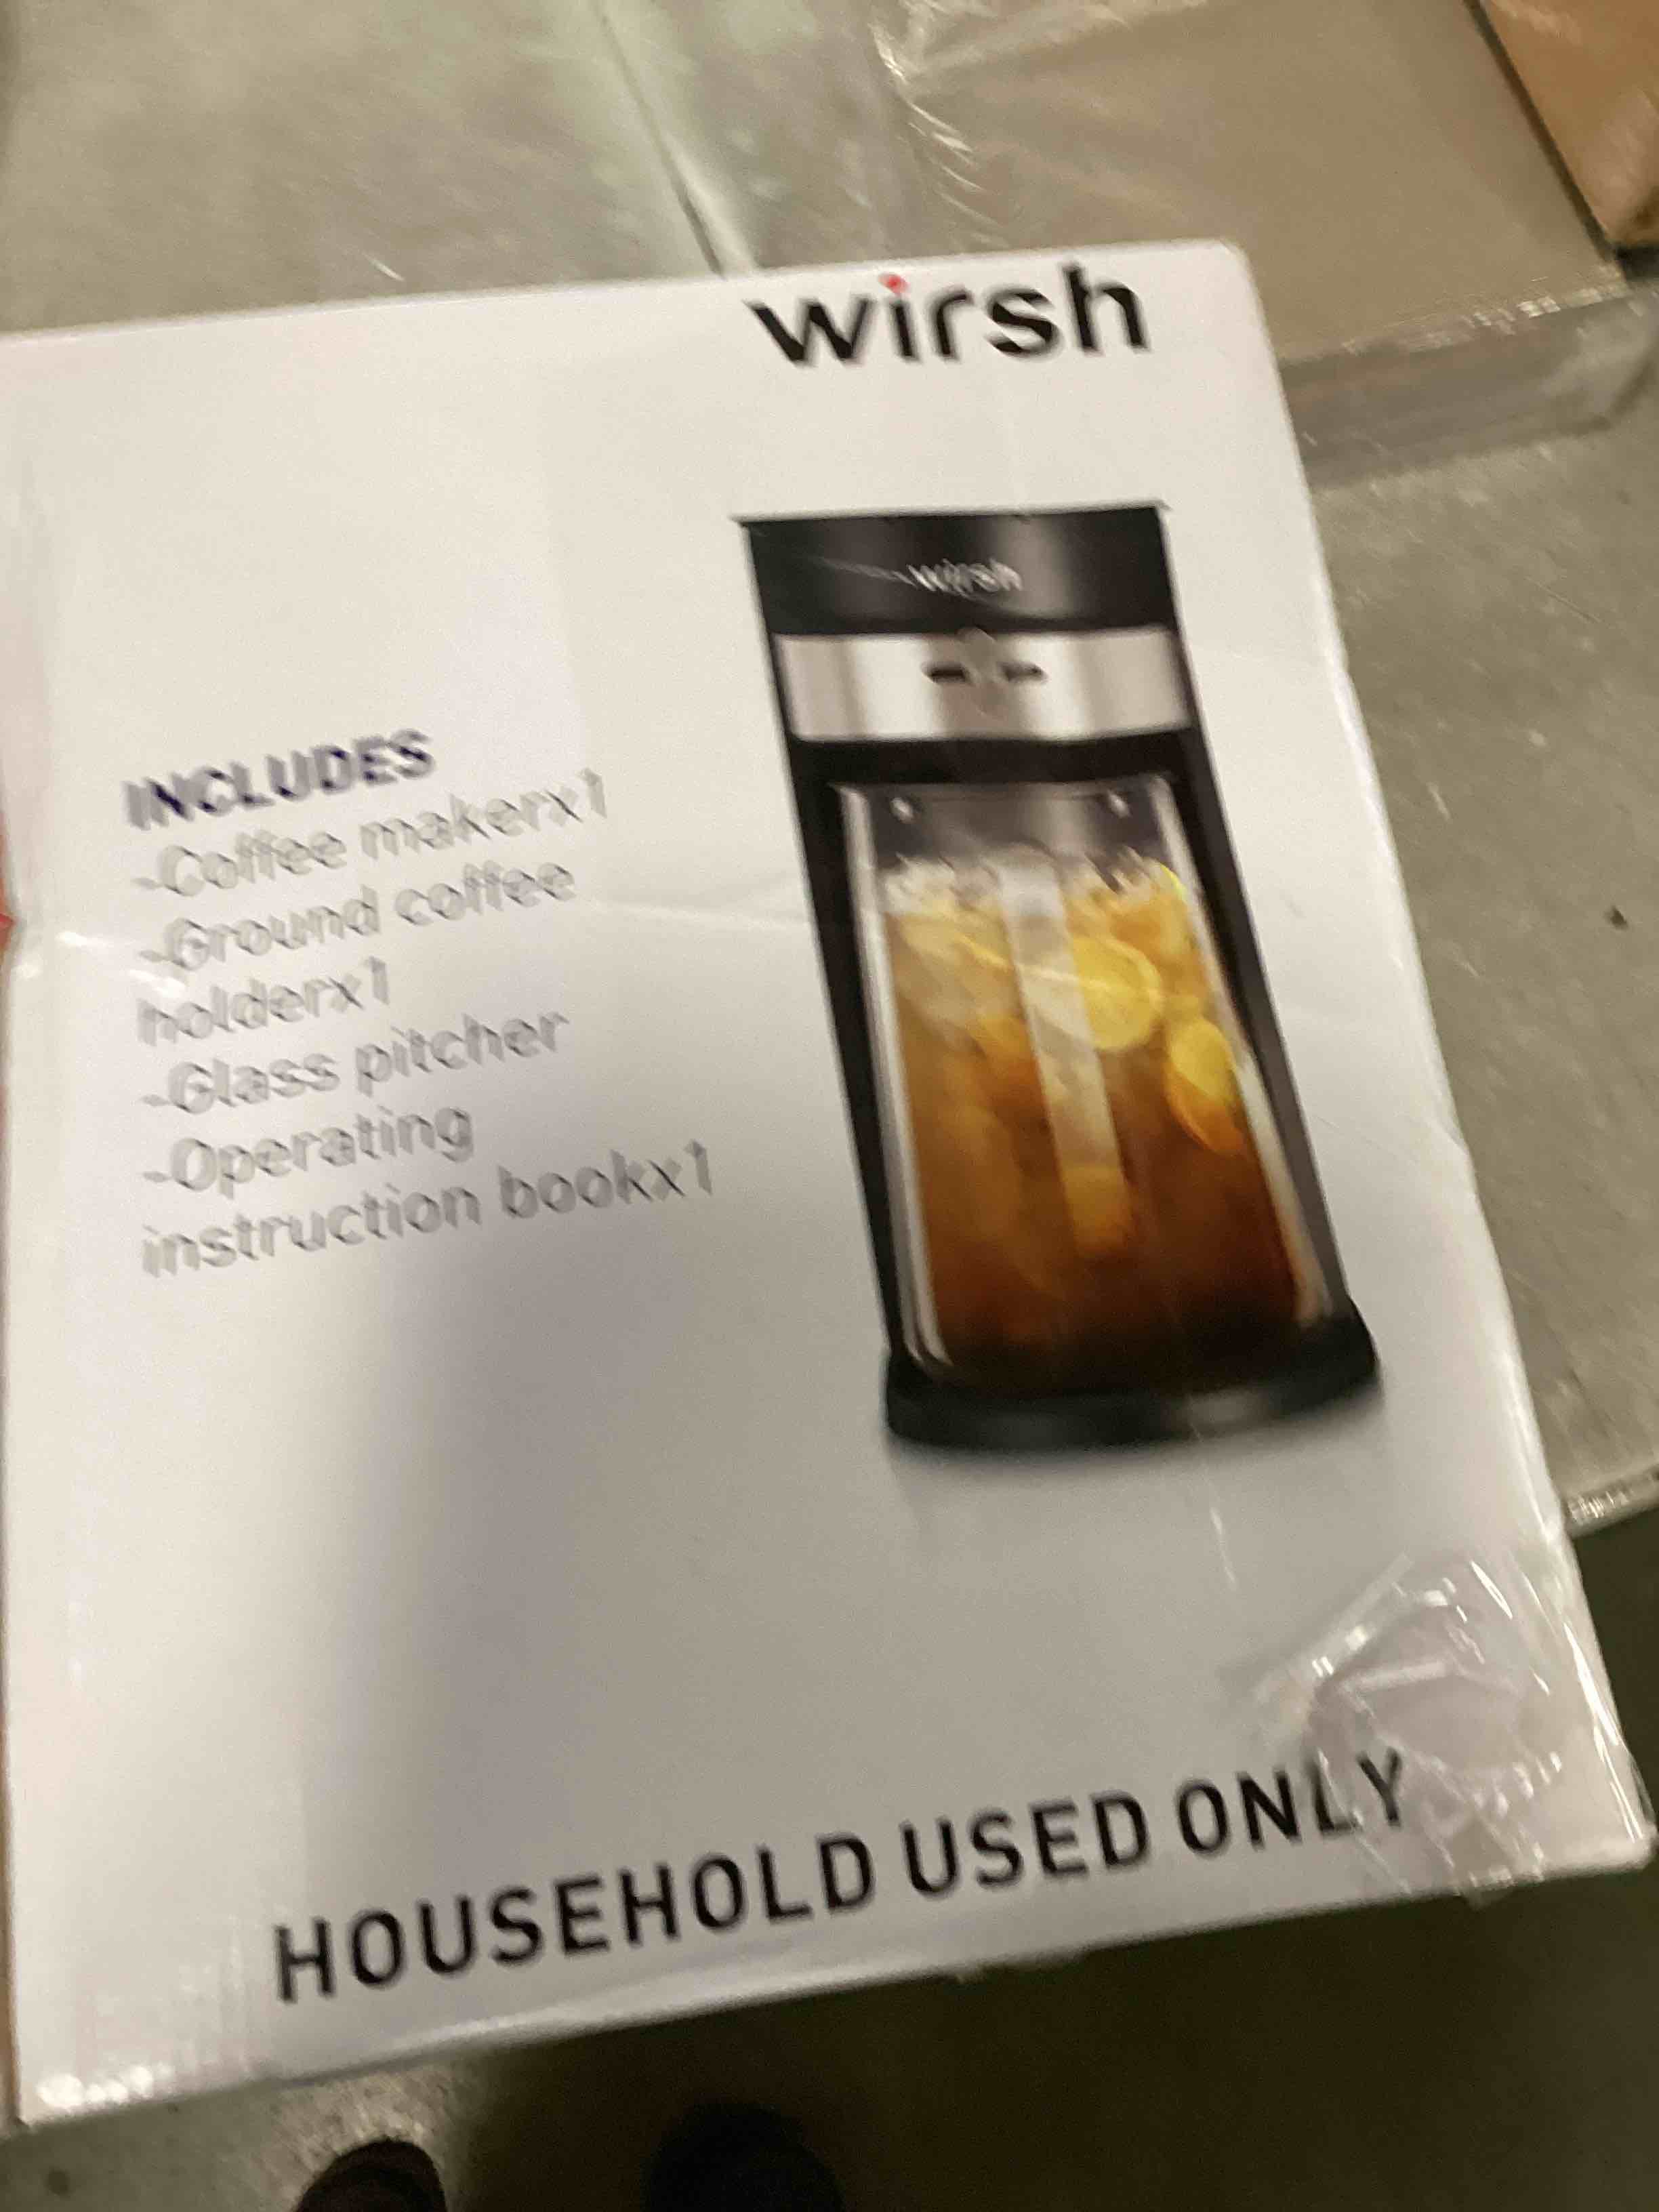 wirsh
wirsh
INCLUDES
-Coffee makerx1
-Ground coffee
holderx1
-Glass pitcher
-Operating
instruction bookx1
HOUSEHOLD USED ONLY